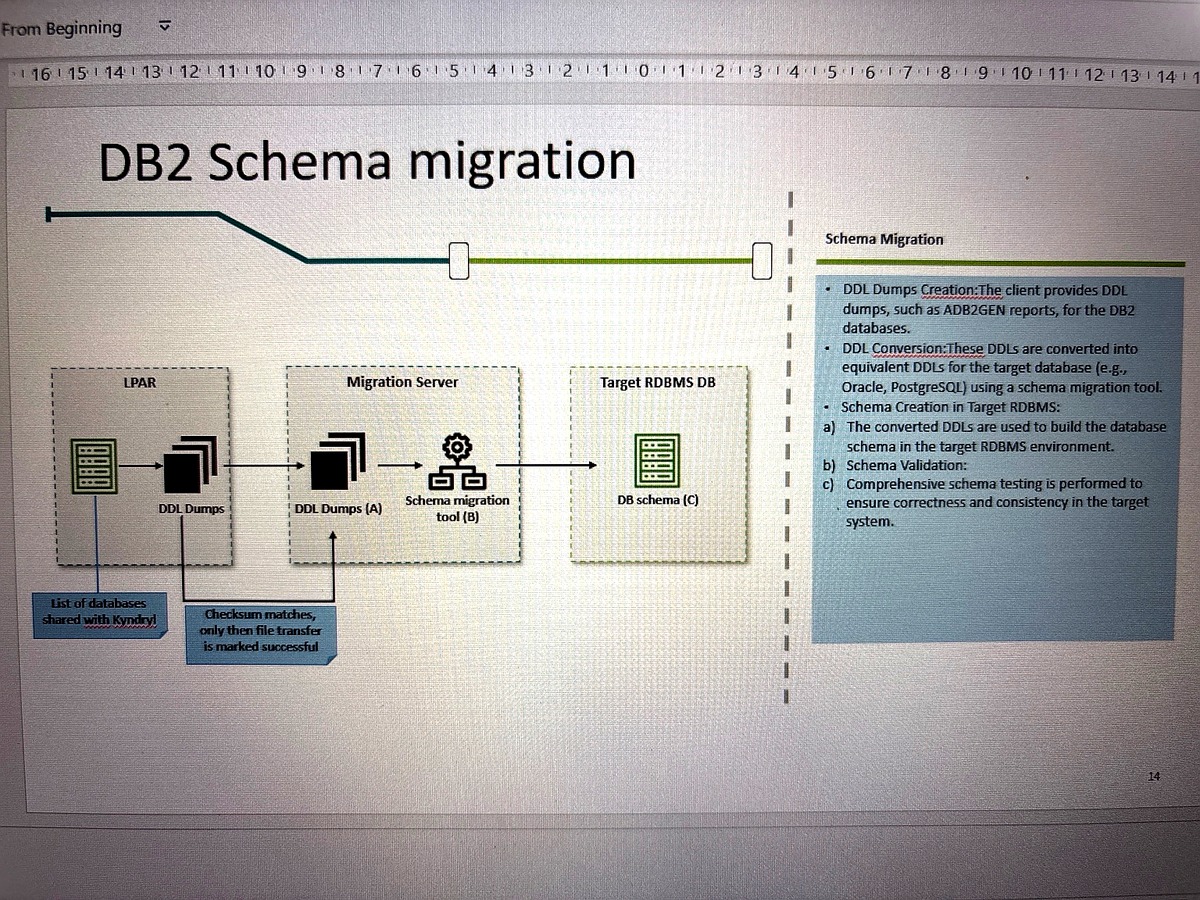 From Beginning
16 15 14 13 12 11 10 9 8 7 6 5 4 3 2 1 0 1 2 3 4 5 6 7 8 9 10 11 12 13 14
DB2 Schema migration
Schema Migration
• DDL Dumps Creation:The client provides DDL
dumps, such as ADB2GEN reports, for the DB2
databases.
• DDL Conversion:These DDLs are converted into
equivalent DDLs for the target database (e.g.,
Oracle, PostgreSQL) using a schema migration tool.
• Schema Creation in Target RDBMS:
a) The converted DDLs are used to build the database
schema in the target RDBMS environment.
b) Schema Validation:
c) Comprehensive schema testing is performed to
ensure correctness and consistency in the target
system.
LPAR
DDL Dumps
Migration Server
DDL Dumps (A)
Schema migration
tool (B)
Target RDBMS DB
DB schema (C)
List of databases
shared with Kyndryl
Checksum matches,
only then file transfer
is marked successful
14